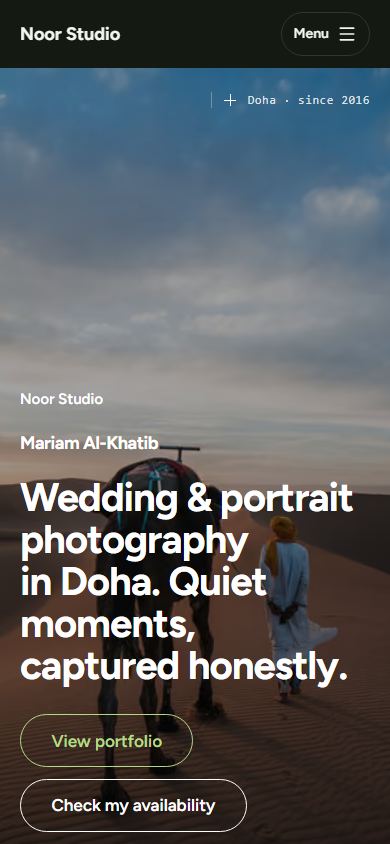 Noor Studio
Menu
Doha · since 2016
Noor Studio
Mariam Al-Khatib
Wedding & portrait
photography
in Doha. Quiet
moments,
captured honestly.
View portfolio
Check my availability